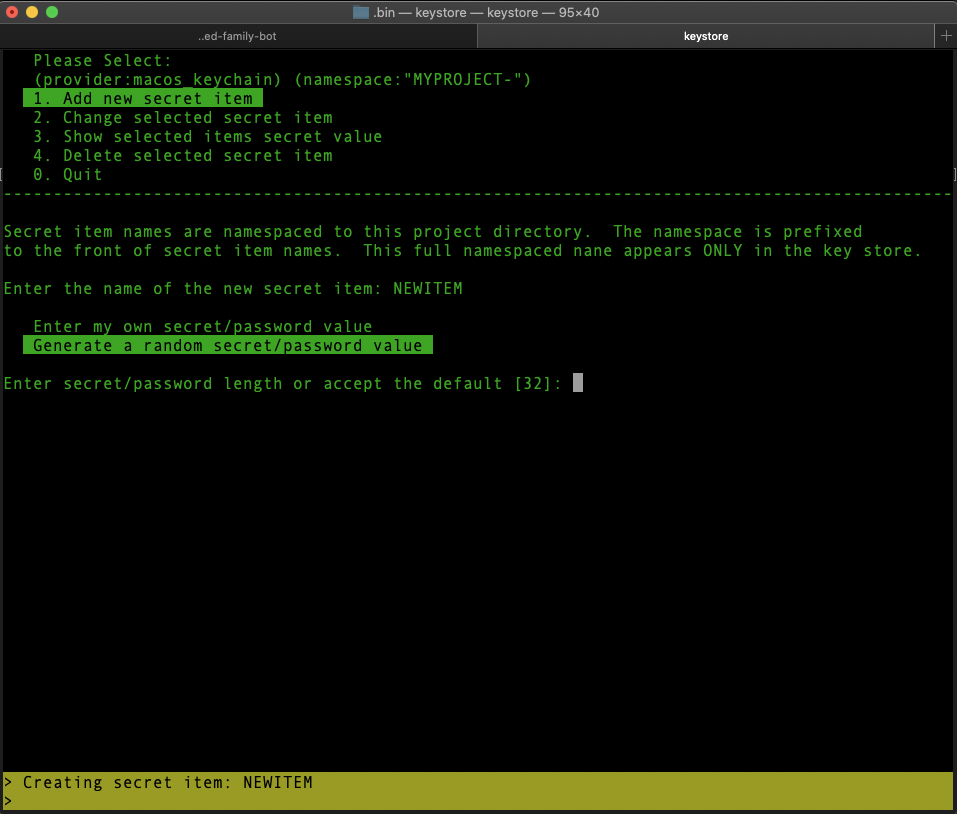 .bin — keystore — keystore — 95×40
..ed-family-bot
keystore
Please Select:
(provider:macos_keychain) (namespace:"MYPROJECT-")
1. Add new secret item
2. Change selected secret item
3. Show selected items secret value
4. Delete selected secret item
0. Quit
-----------------------------------------------------------------------------------------------
Secret item names are namespaced to this project directory.  The namespace is prefixed
to the front of secret item names.  This full namespaced nane appears ONLY in the key store.
Enter the name of the new secret item: NEWITEM
Enter my own secret/password value
Generate a random secret/password value
Enter secret/password length or accept the default [32]:
> Creating secret item: NEWITEM
>